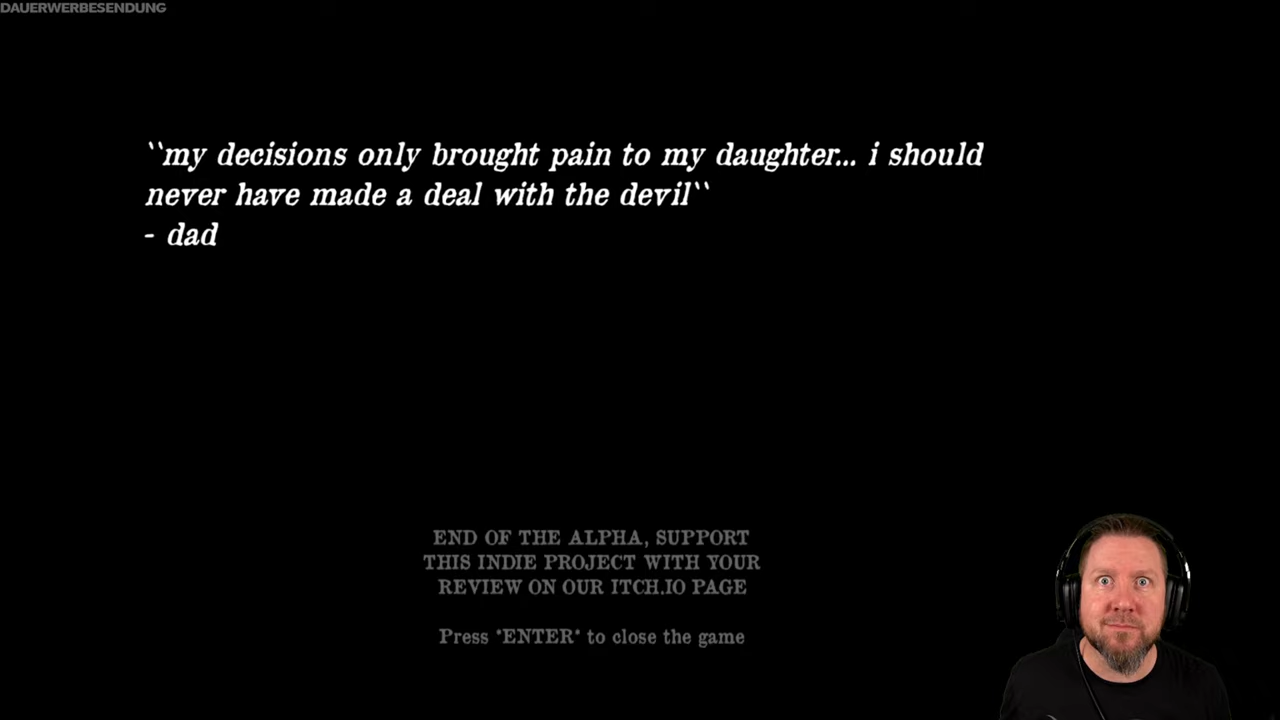 DAUERWERBESENDUNG
``my decisions only brought pain to my daughter... i should
never have made a deal with the devil``
- dad
END OF THE ALPHA, SUPPORT
THIS INDIE PROJECT WITH YOUR
REVIEW ON OUR ITCH.IO PAGE
Press *ENTER* to close the game